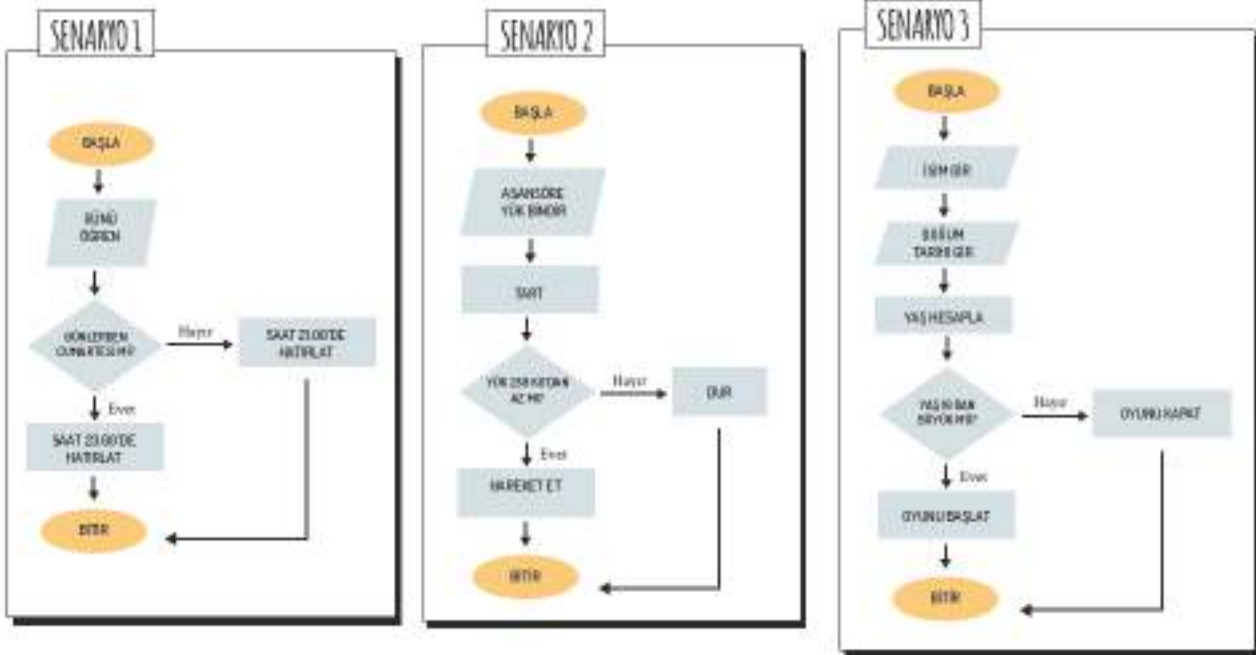 SENARYO 1
BAŞLA
GÜNÜ
ÖĞREN
GÜNLERDEN
CUMARTESİ Mİ?
Hayır
SAAT 21.00'DE
HATIRLAT
Evet
SAAT 23.00'DE
HATIRLAT
BİTİR
SENARYO 2
BAŞLA
ASANSÖRE
YÜK BİNDİR
TART
YÜK 250 KG'DAN
AZ MI?
Hayır
DUR
Evet
HAREKET ET
BİTİR
SENARYO 3
BAŞLA
İSİM GİR
DOĞUM
TARİHİ GİR
YAŞ HESAPLA
YAŞ
BÜYÜK MÜ?
Hayır
OYUNU KAPAT
Evet
OYUNU BAŞLAT
BİTİR